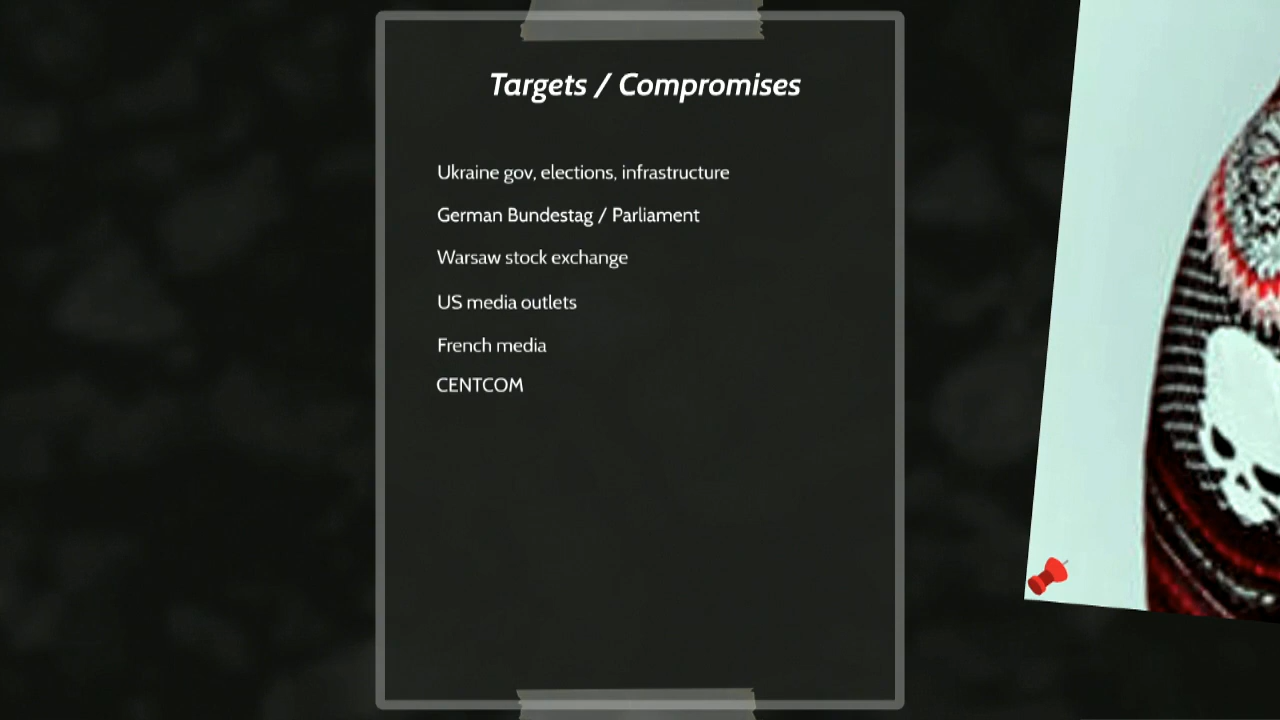 Targets / Compromises
Ukraine gov, elections, infrastructure
German Bundestag / Parliament
Warsaw stock exchange
US media outlets
French media
CENTCOM